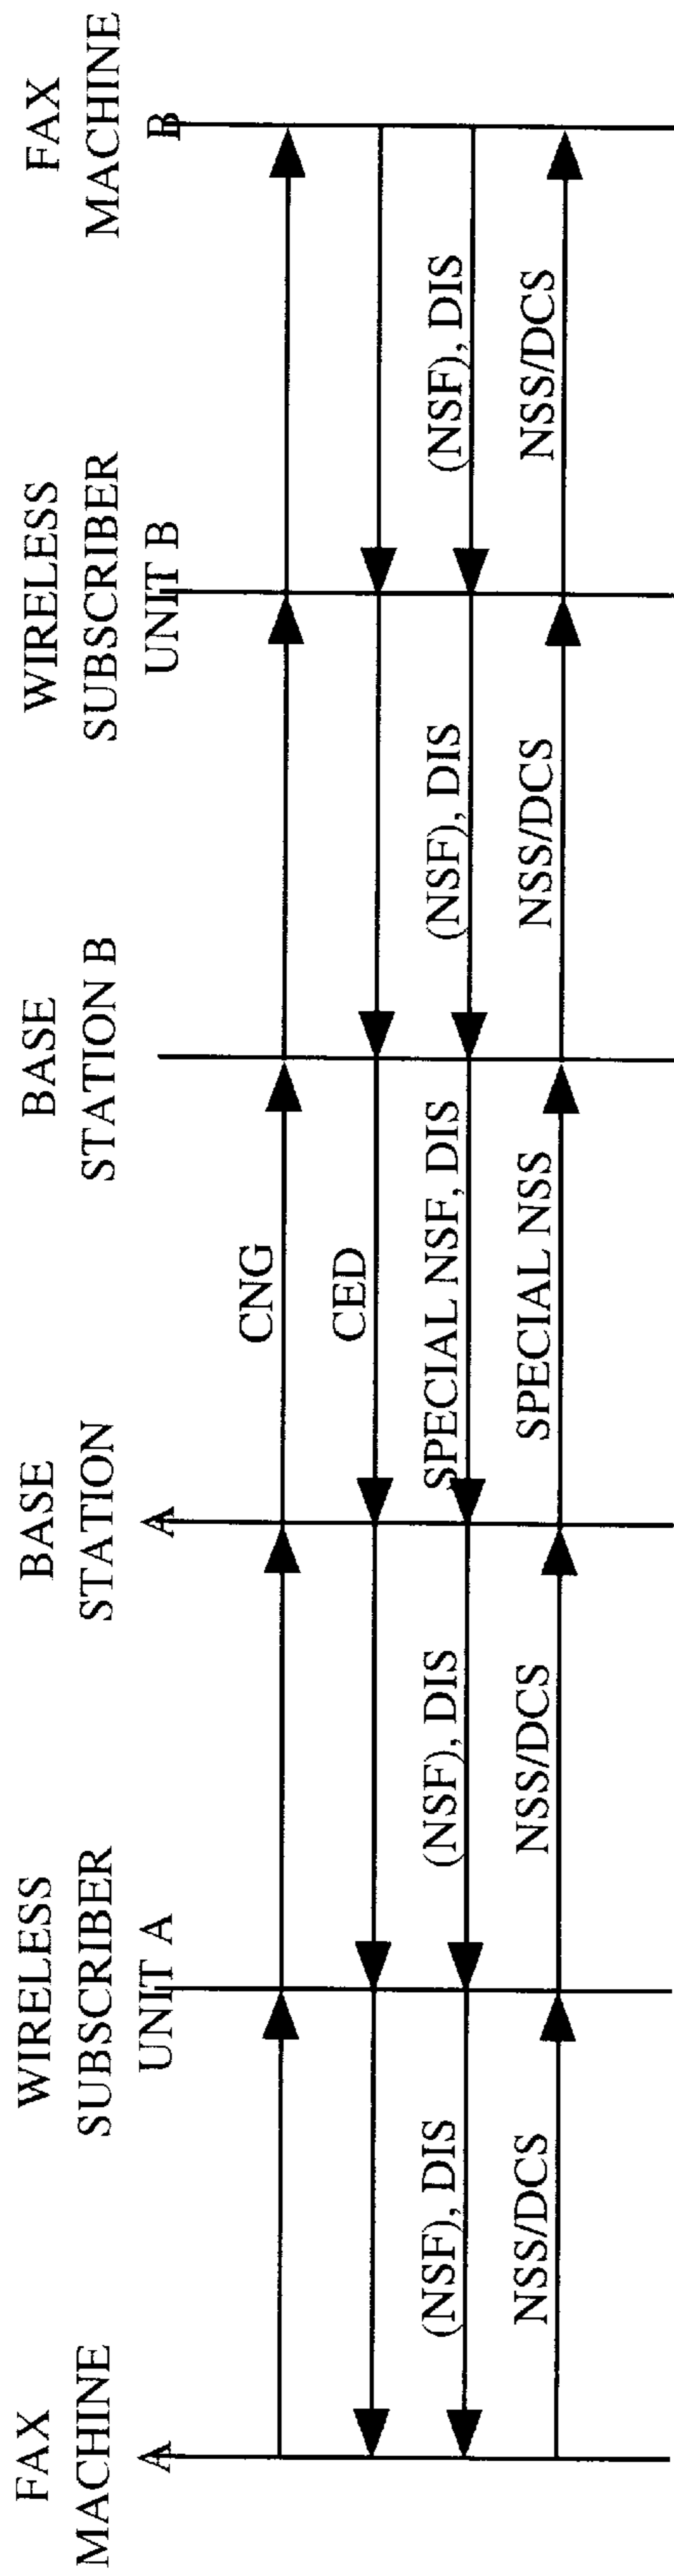 FAX
MACHINE
A
WIRELESS
SUBSCRIBER
UNIT A
BASE
STATION
A
BASE
STATION B
WIRELESS
SUBSCRIBER
UNIT B
FAX
MACHINE
B
CNG
CED
(NSF), DIS
(NSF), DIS
SPECIAL NSF, DIS
(NSF), DIS
(NSF), DIS
NSS/DCS
NSS/DCS
SPECIAL NSS
NSS/DCS
NSS/DCS